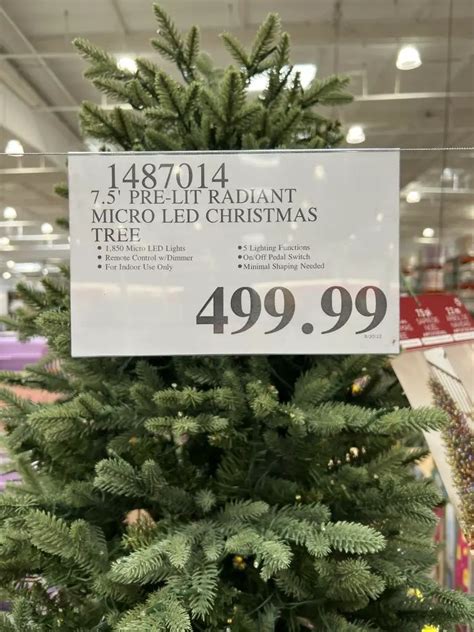 1487014
7.5' PRE-LIT RADIANT
MICRO LED CHRISTMAS
TREE
• 1,850 Micro LED Lights
• Remote Control w/Dimmer
• For Indoor Use Only
• 5 Lighting Functions
• On/Off Pedal Switch
• Minimal Shaping Needed
499.99